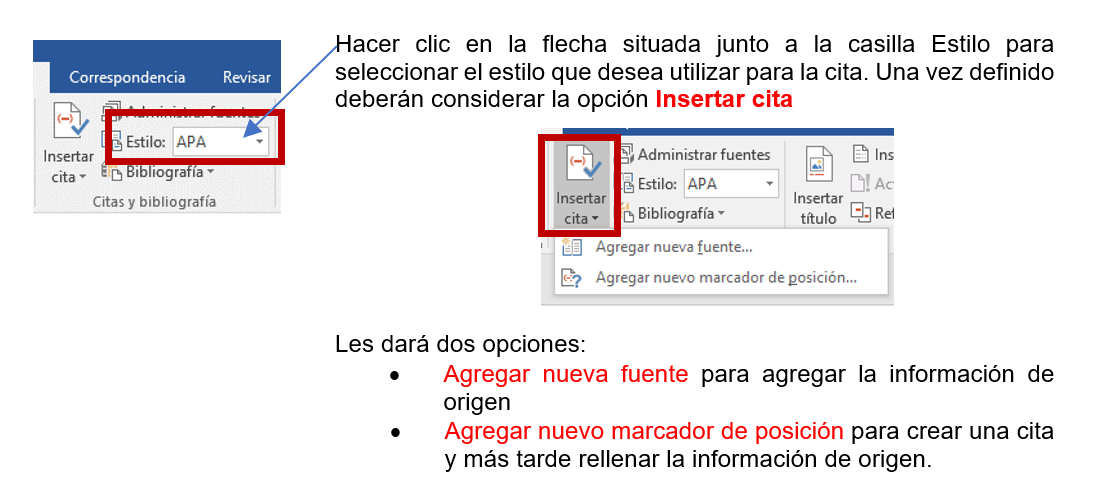 Hacer clic en la flecha situada junto a la casilla Estilo para
seleccionar el estilo que desea utilizar para la cita. Una vez definido
deberán considerar la opción Insertar cita
Correspondencia Revisar
Administrar fuentes
Insertar
cita
Estilo: APA
Bibliografía
Citas y bibliografía
Administrar fuentes
Insertar
cita
Estilo: APA
Bibliografía
Insertar
título
Ins
Ac
Ref
Agregar nueva fuente...
Agregar nuevo marcador de posición...
Les dará dos opciones:
• Agregar nueva fuente para agregar la información de
origen
• Agregar nuevo marcador de posición para crear una cita
y más tarde rellenar la información de origen.